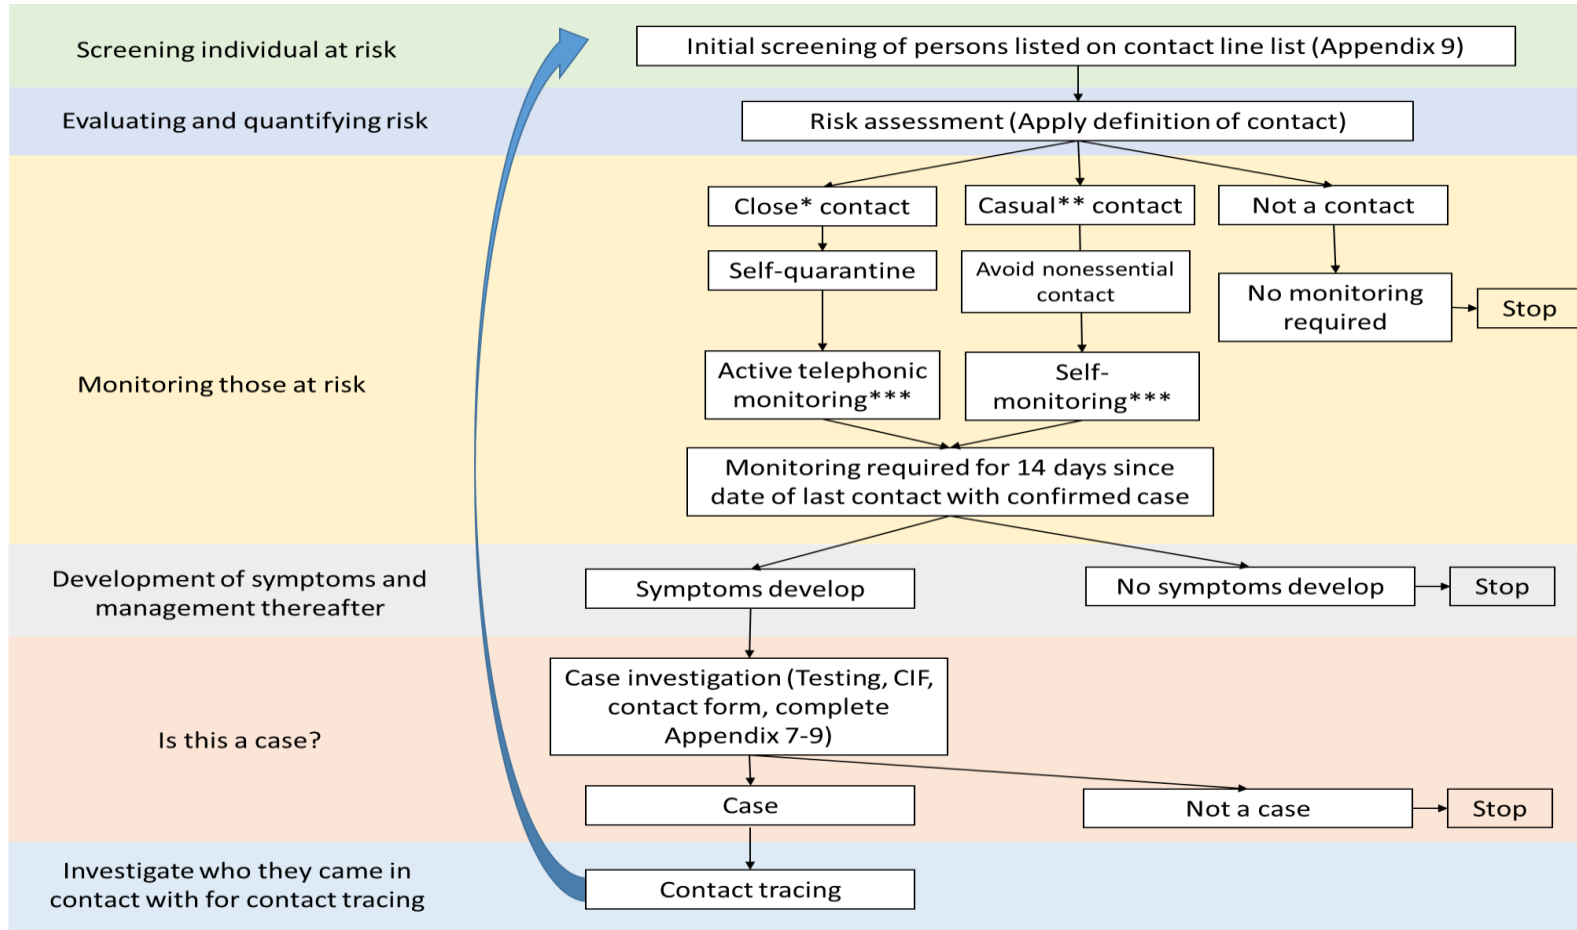 Screening individual at risk
Initial screening of persons listed on contact line list (Appendix 9)
Evaluating and quantifying risk
Risk assessment (Apply definition of contact)
Close* contact
Casual** contact
Not a contact
Self-quarantine
Avoid nonessential
contact
No monitoring
required
Stop
Monitoring those at risk
Active telephonic
monitoring***
Self-
monitoring***
Monitoring required for 14 days since
date of last contact with confirmed case
Development of symptoms and
management thereafter
Symptoms develop
No symptoms develop
Stop
Is this a case?
Case investigation (Testing, CIF,
contact form, complete
Appendix 7-9)
Case
Not a case
Stop
Investigate who they came in
contact with for contact tracing
Contact tracing